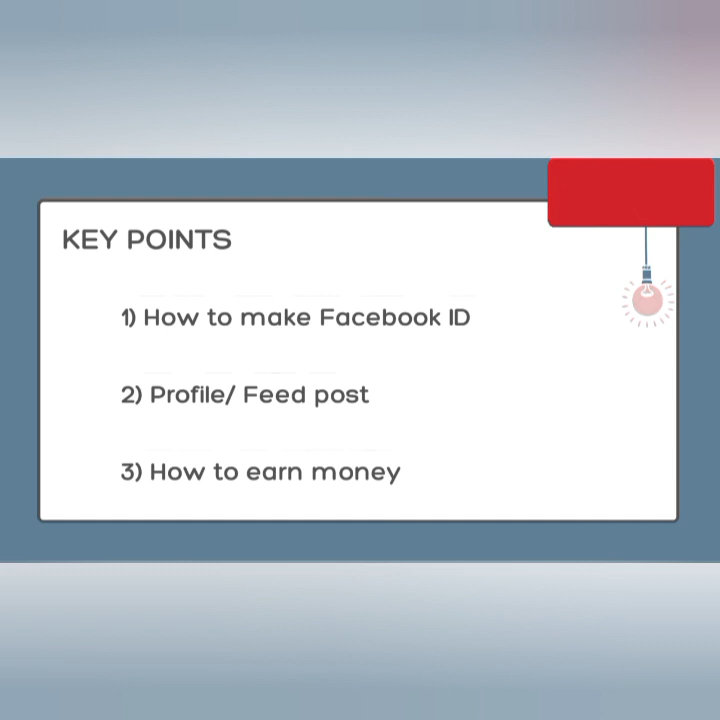 KEY POINTS
1) How to make Facebook ID
2) Profile/ Feed post
3) How to earn money